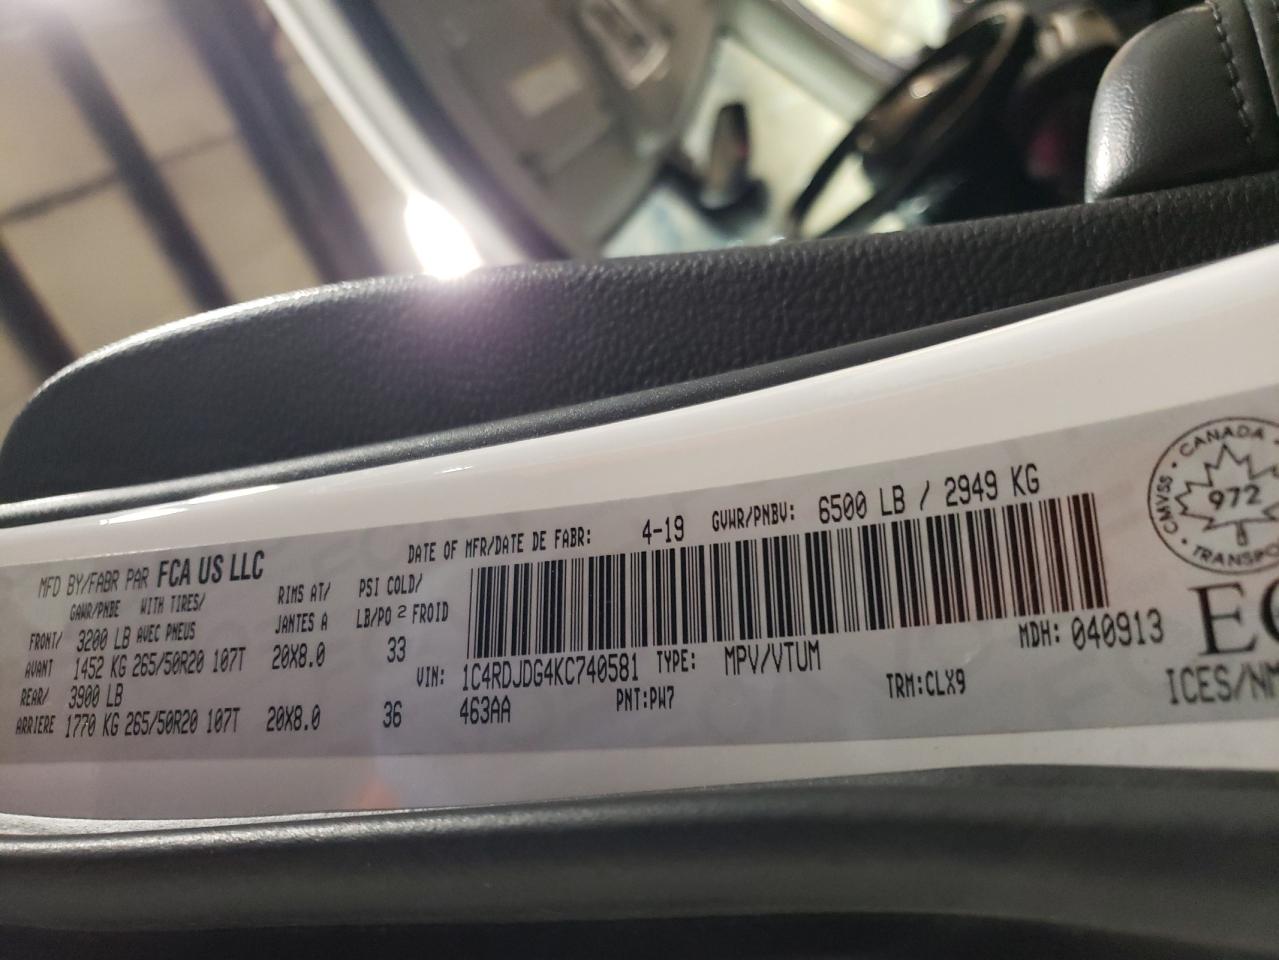 MFD BY/FABR PAR FCA US LLC
DATE OF MFR/DATE DE FABR: 4-19 GVWR/PNBV: 6500 LB / 2949 KG
GAWR/PNBE WITH TIRES/ RIMS AT/ PSI COLD/
AVEC PNEUS JANTES A LB/PO 2 FROID
FRONT/ 3200 LB
AVANT 1452 KG 265/50R20 107T 20X8.0 33
REAR/ 3900 LB
ARRIERE 1770 KG 265/50R20 107T 20X8.0 36
VIN: 1C4RDJDG4KC740581 TYPE: MPV/VTUM MDH: 040913
463AA PNT:PW7 TRM:CLX9
CANADA
CMVSS
972
ICES/NM